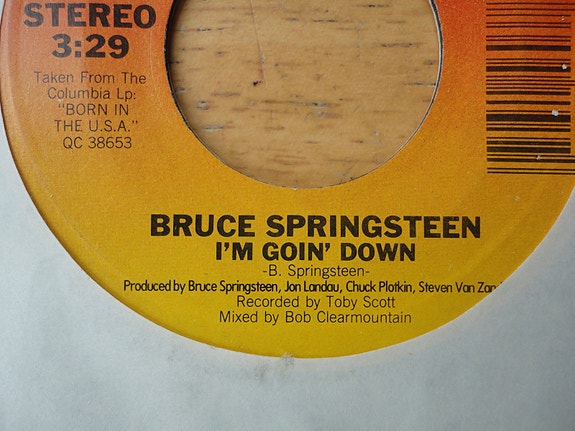 STEREO
3:29
Taken From The
Columbia Lp:
"BORN IN
THE U.S.A."
QC 38653
BRUCE SPRINGSTEEN
I'M GOIN' DOWN
-B. Springsteen-
Produced by Bruce Springsteen, Jon Landau, Chuck Plotkin, Steven Van Zan
Recorded by Toby Scott
Mixed by Bob Clearmountain